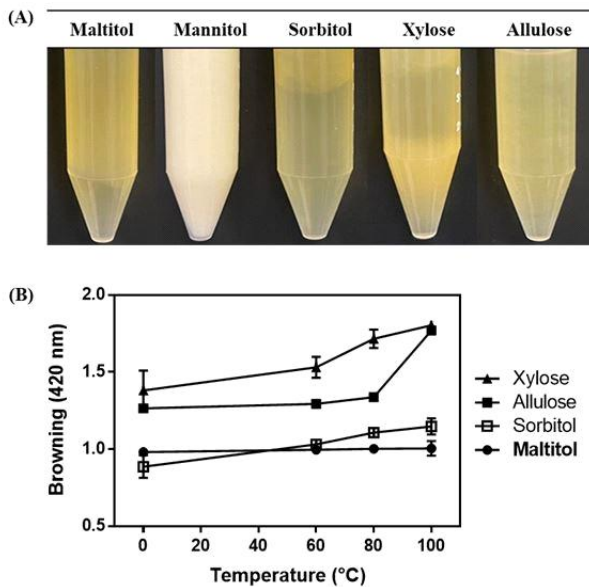 (A)
Maltitol Mannitol Sorbitol Xylose Allulose
(B)
2.0
1.5
1.0
0.5
Browning (420 nm)
0 20 40 60 80 100
Temperature (°C)
Xylose
Allulose
Sorbitol
Maltitol